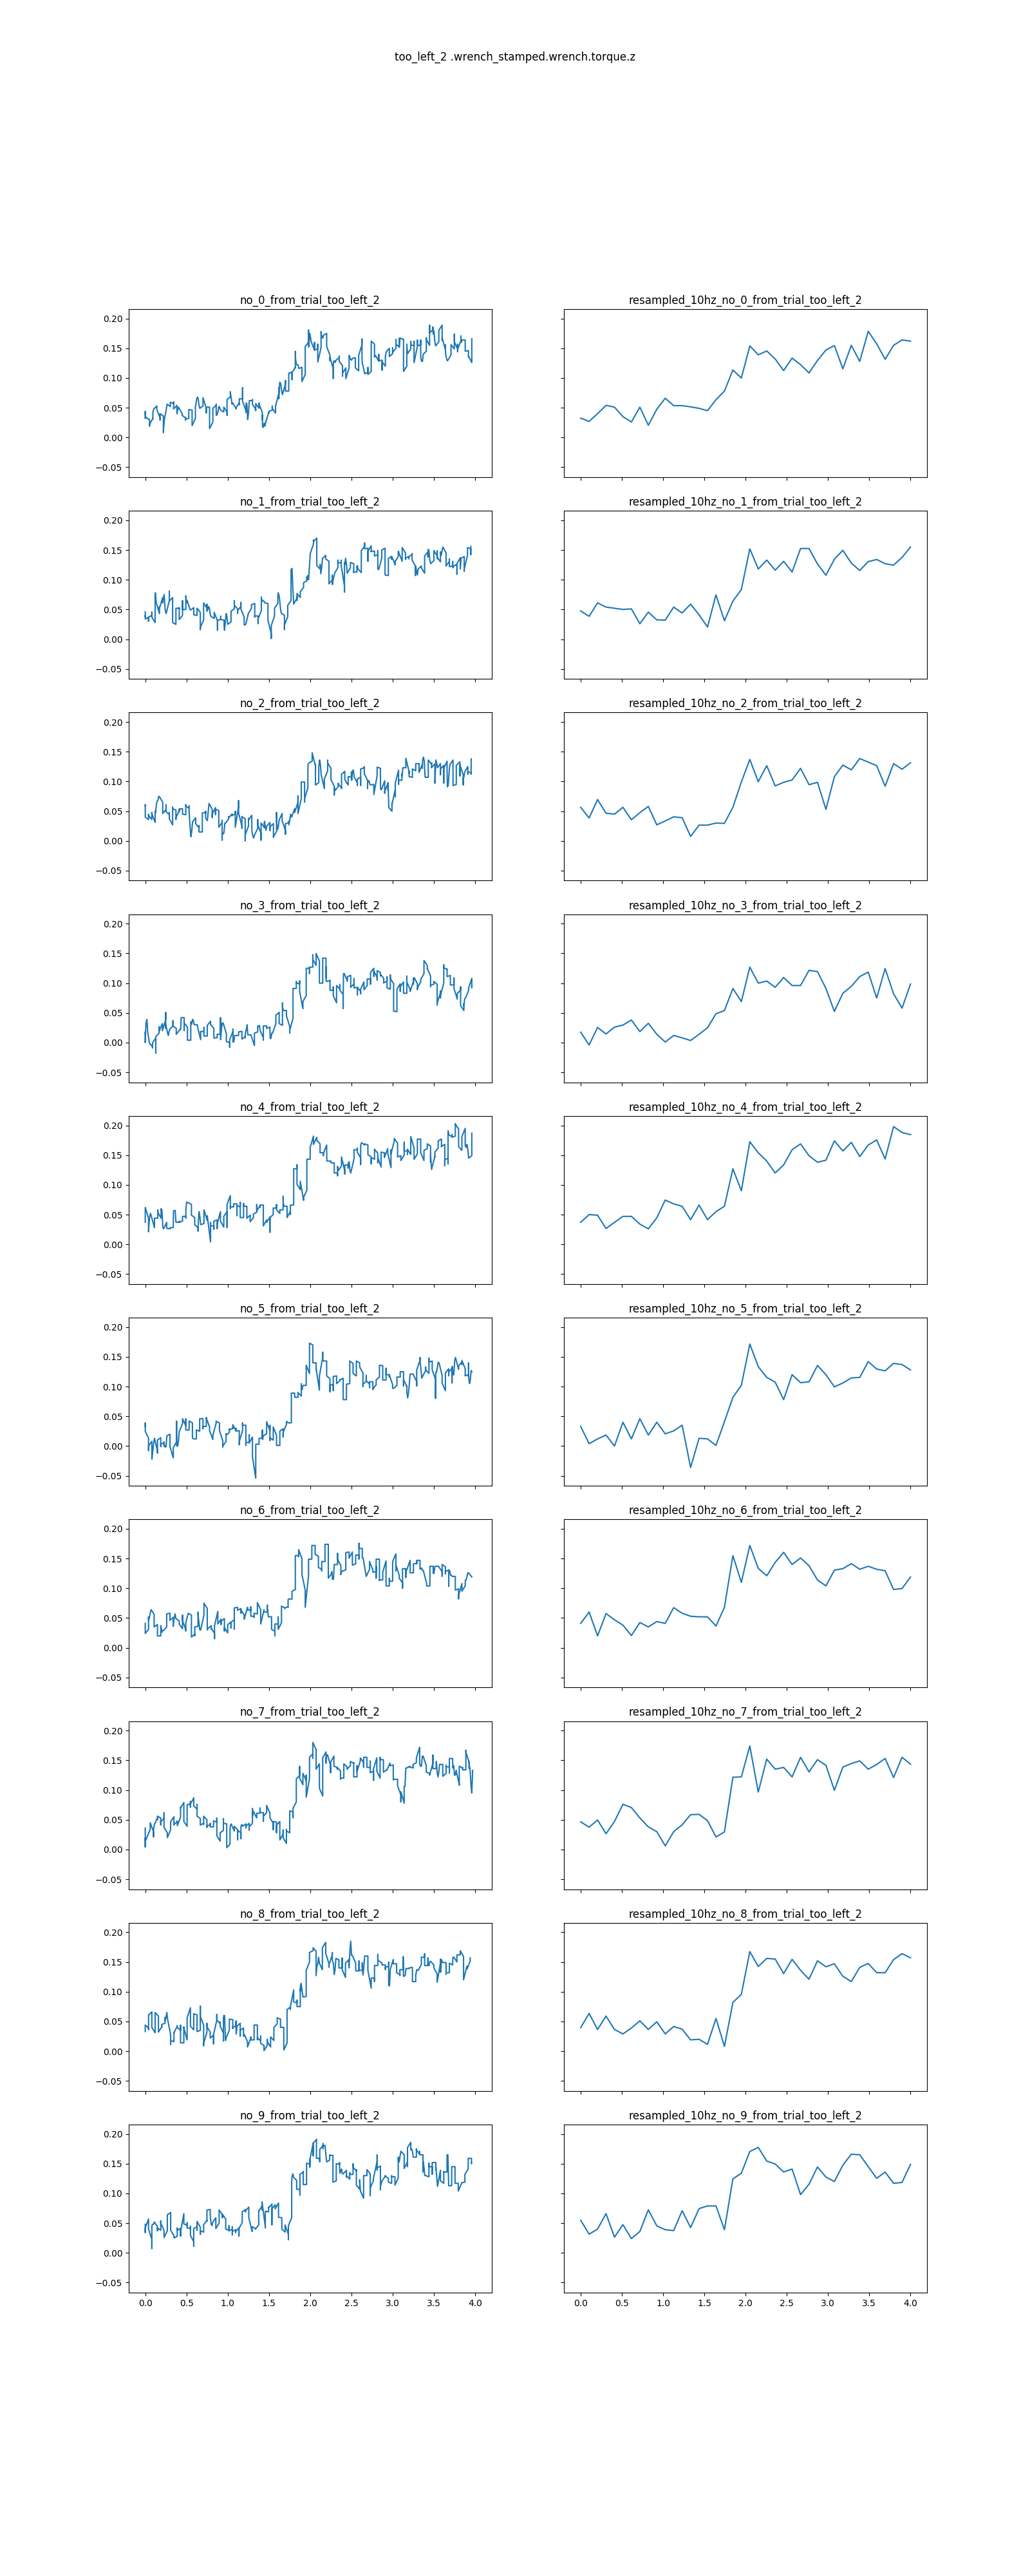 too_left_2 .wrench_stamped.wrench.torque.z
no_0_from_trial_too_left_2
resampled_10hz_no_0_from_trial_too_left_2
0.20
0.15
0.10
0.05
0.00
−0.05
no_1_from_trial_too_left_2
resampled_10hz_no_1_from_trial_too_left_2
0.20
0.15
0.10
0.05
0.00
−0.05
no_2_from_trial_too_left_2
resampled_10hz_no_2_from_trial_too_left_2
0.20
0.15
0.10
0.05
0.00
−0.05
no_3_from_trial_too_left_2
resampled_10hz_no_3_from_trial_too_left_2
0.20
0.15
0.10
0.05
0.00
−0.05
no_4_from_trial_too_left_2
resampled_10hz_no_4_from_trial_too_left_2
0.20
0.15
0.10
0.05
0.00
−0.05
no_5_from_trial_too_left_2
resampled_10hz_no_5_from_trial_too_left_2
0.20
0.15
0.10
0.05
0.00
−0.05
no_6_from_trial_too_left_2
resampled_10hz_no_6_from_trial_too_left_2
0.20
0.15
0.10
0.05
0.00
−0.05
no_7_from_trial_too_left_2
resampled_10hz_no_7_from_trial_too_left_2
0.20
0.15
0.10
0.05
0.00
−0.05
no_8_from_trial_too_left_2
resampled_10hz_no_8_from_trial_too_left_2
0.20
0.15
0.10
0.05
0.00
−0.05
no_9_from_trial_too_left_2
resampled_10hz_no_9_from_trial_too_left_2
0.20
0.15
0.10
0.05
0.00
−0.05
0.0 0.5 1.0 1.5 2.0 2.5 3.0 3.5 4.0
0.0 0.5 1.0 1.5 2.0 2.5 3.0 3.5 4.0